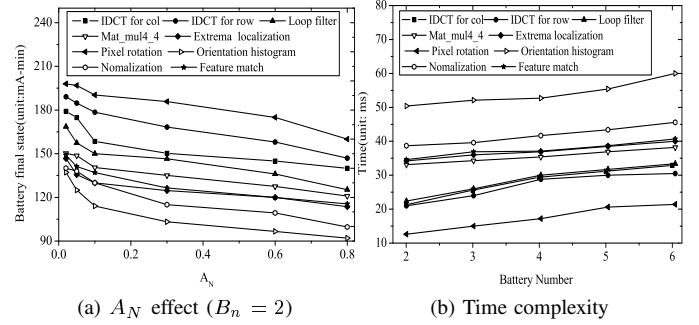 IDCT for col IDCT for row Loop filter
Mat_mul4_4 Extrema localization
Pixel rotation Orientation histogram
Nomalization Feature match
Battery final state(unit:mA-min)
240
210
180
150
120
90
0.0 0.2 0.4 0.6 0.8
A_N
(a) A_N effect (B_n = 2)
IDCT for col IDCT for row Loop filter
Mat_mul4_4 Extrema localization
Pixel rotation Orientation histogram
Nomalization Feature match
Time(unit: ms)
80
70
60
50
40
30
20
10
2 3 4 5 6
Battery Number
(b) Time complexity